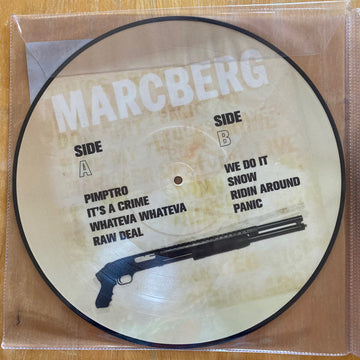 MARCBERG
SIDE
A
PIMPTRO
IT'S A CRIME
WHATEVA WHATEVA
RAW DEAL
SIDE
B
WE DO IT
SNOW
RIDIN AROUND
PANIC